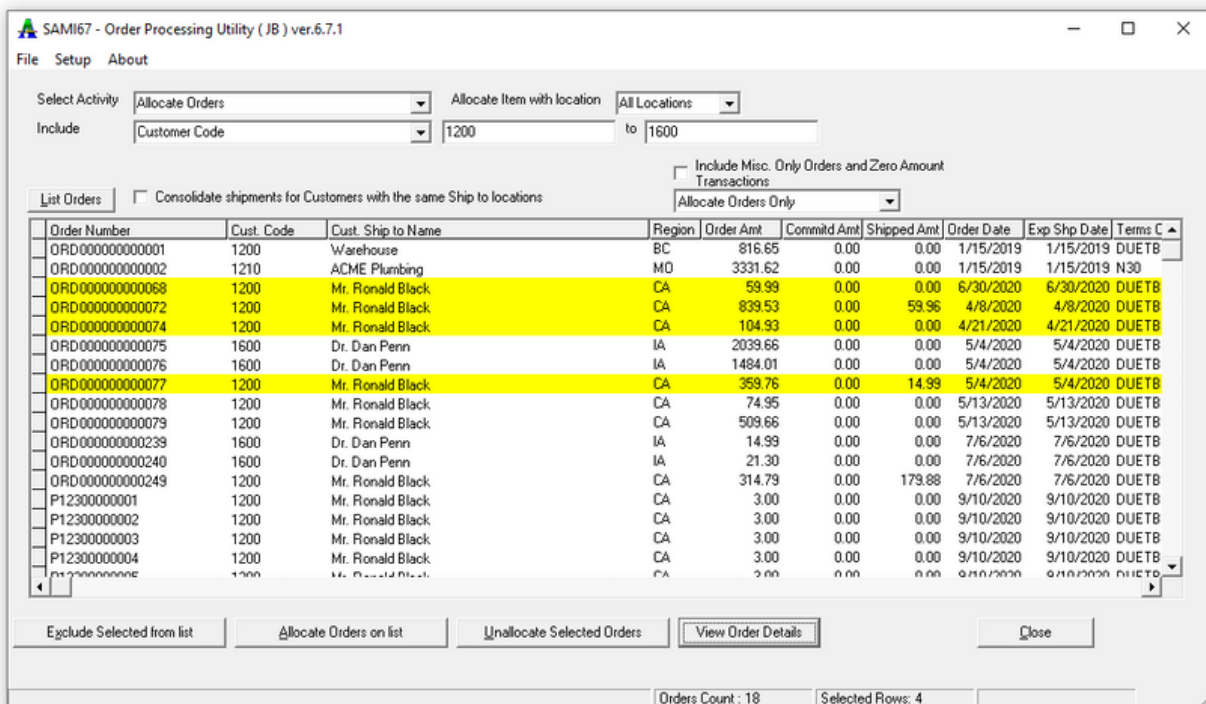 SAMI67 - Order Processing Utility ( JB ) ver.6.7.1
File Setup About
Select Activity Allocate Orders Allocate Item with location All Locations
Include Customer Code 1200 to 1600
Include Misc. Only Orders and Zero Amount
Transactions
List Orders Consolidate shipments for Customers with the same Ship to locations
Allocate Orders Only
Order Number Cust. Code Cust. Ship to Name Region Order Amt Commitd Amt Shipped Amt Order Date Exp Shp Date Terms C
ORD000000000001 1200 Warehouse BC 816.65 0.00 0.00 1/15/2019 1/15/2019 DUETB
ORD000000000002 1210 ACME Plumbing MO 3331.62 0.00 0.00 1/15/2019 1/15/2019 N30
ORD000000000068 1200 Mr. Ronald Black CA 59.99 0.00 0.00 6/30/2020 6/30/2020 DUETB
ORD000000000072 1200 Mr. Ronald Black CA 839.53 0.00 59.96 4/8/2020 4/8/2020 DUETB
ORD000000000074 1200 Mr. Ronald Black CA 104.93 0.00 0.00 4/21/2020 4/21/2020 DUETB
ORD000000000075 1600 Dr. Dan Penn IA 2039.66 0.00 0.00 5/4/2020 5/4/2020 DUETB
ORD000000000076 1600 Dr. Dan Penn IA 1484.01 0.00 0.00 5/4/2020 5/4/2020 DUETB
ORD000000000077 1200 Mr. Ronald Black CA 359.76 0.00 14.99 5/4/2020 5/4/2020 DUETB
ORD000000000078 1200 Mr. Ronald Black CA 74.95 0.00 0.00 5/13/2020 5/13/2020 DUETB
ORD000000000079 1200 Mr. Ronald Black CA 509.66 0.00 0.00 5/13/2020 5/13/2020 DUETB
ORD000000000239 1600 Dr. Dan Penn IA 14.99 0.00 0.00 7/6/2020 7/6/2020 DUETB
ORD000000000240 1600 Dr. Dan Penn IA 21.30 0.00 0.00 7/6/2020 7/6/2020 DUETB
ORD000000000249 1200 Mr. Ronald Black CA 314.79 0.00 179.88 7/6/2020 7/6/2020 DUETB
P12300000001 1200 Mr. Ronald Black CA 3.00 0.00 0.00 9/10/2020 9/10/2020 DUETB
P12300000002 1200 Mr. Ronald Black CA 3.00 0.00 0.00 9/10/2020 9/10/2020 DUETB
P12300000003 1200 Mr. Ronald Black CA 3.00 0.00 0.00 9/10/2020 9/10/2020 DUETB
P12300000004 1200 Mr. Ronald Black CA 3.00 0.00 0.00 9/10/2020 9/10/2020 DUETB
P12300000005 1200 Mr. Ronald Black CA 3.00 0.00 0.00 9/10/2020 9/10/2020 DUETB
Exclude Selected from list Allocate Orders on list Unallocate Selected Orders View Order Details Close
Orders Count : 18 Selected Rows: 4